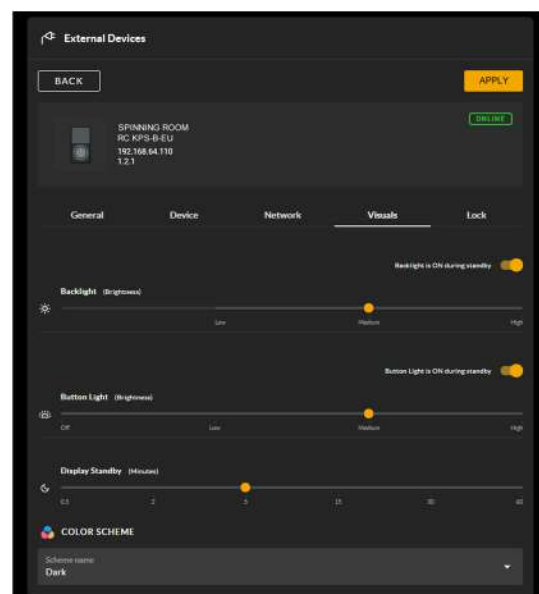 External Devices
BACK
APPLY
SPINNING ROOM
RC KPS-B-EU
192.168.64.110
1.2.1
ONLINE
General Device Network Visuals Lock
Backlight is ON during standby
Backlight (Brightness)
Low Medium High
Button Light is ON during standby
Button Light (Brightness)
Off Low Medium High
Display Standby (Minutes)
0.5 2 5 15 30 60
COLOR SCHEME
Scheme name
Dark